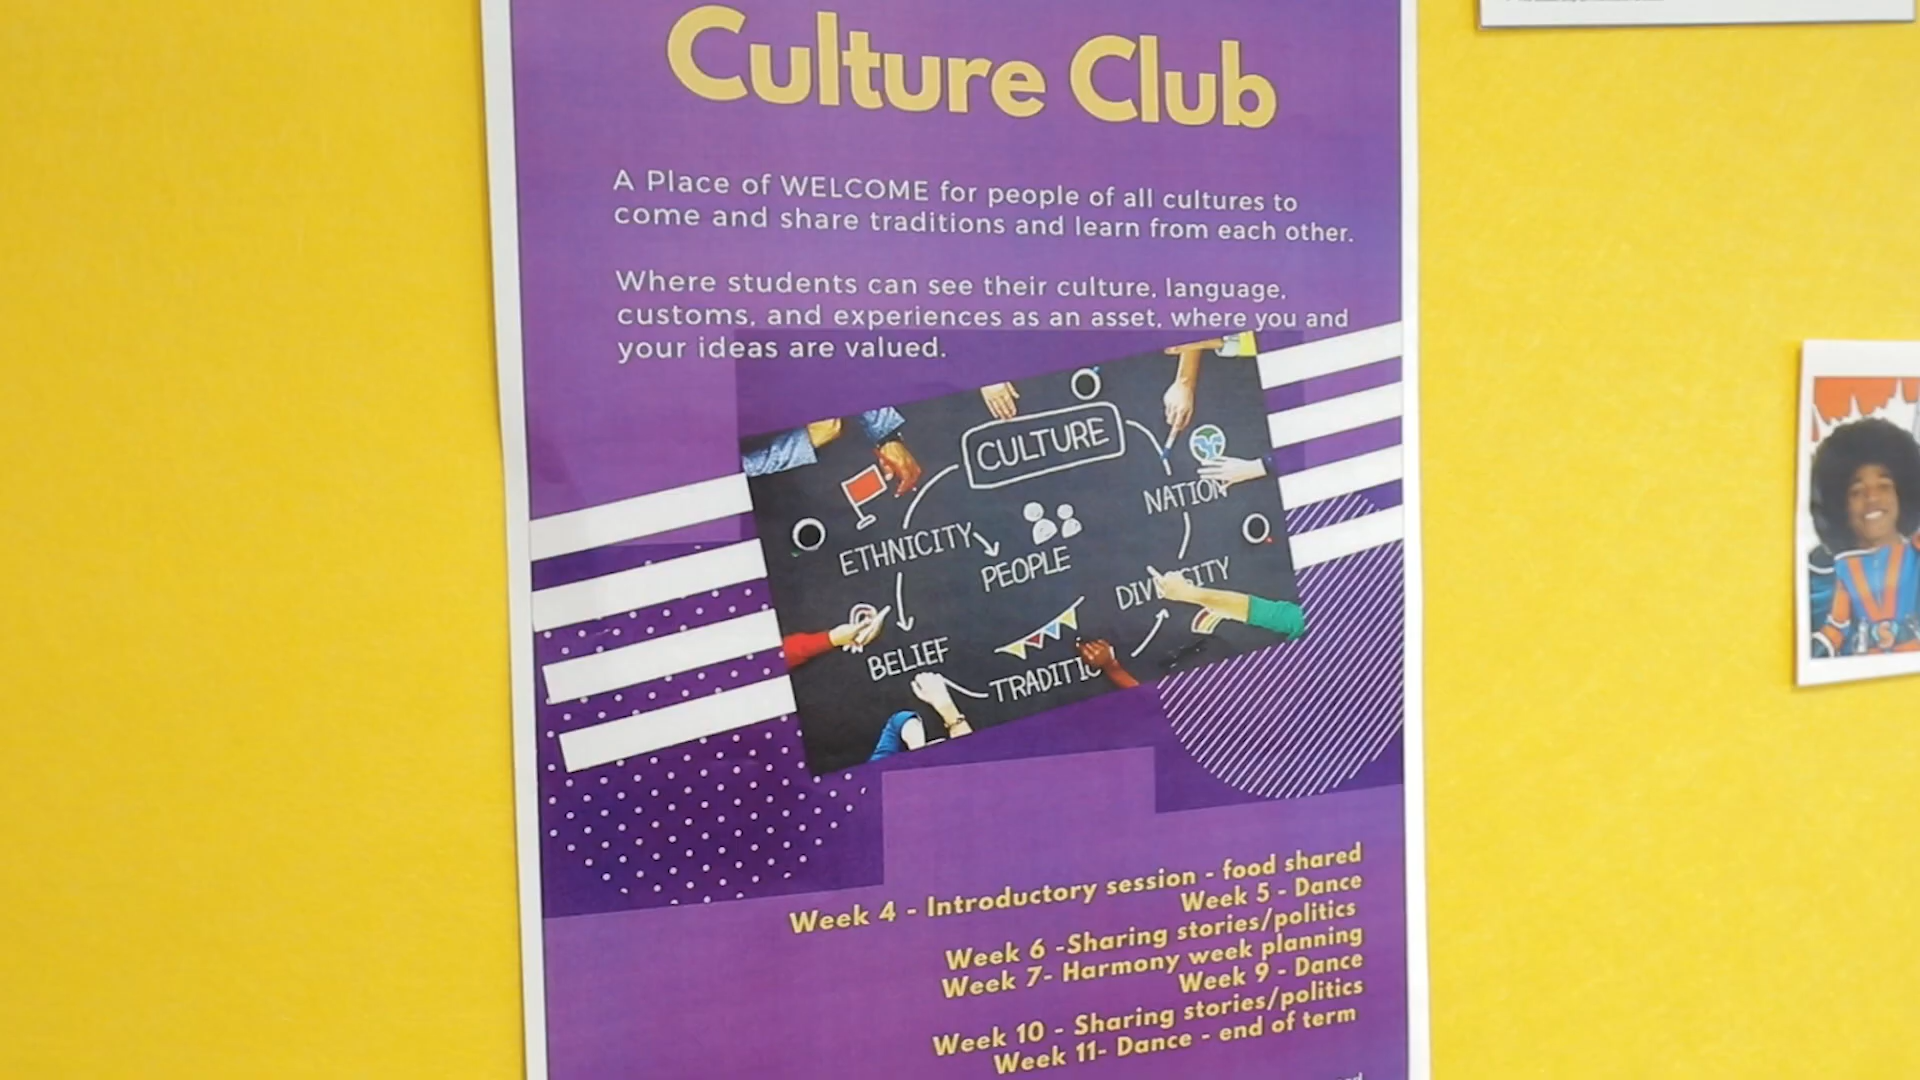 Culture Club
A Place of WELCOME for people of all cultures to
come and share traditions and learn from each other.
Where students can see their culture, language,
customs, and experiences as an asset, where you and
your ideas are valued.
CULTURE
NATION
ETHNICITY
PEOPLE
DIVERSITY
BELIEF
TRADITIO
Week 4 - Introductory session - food shared
Week 5 - Dance
Week 6 -Sharing stories/politics
Week 7- Harmony week planning
Week 9 - Dance
Week 10 - Sharing stories/politics
Week 11- Dance - end of term